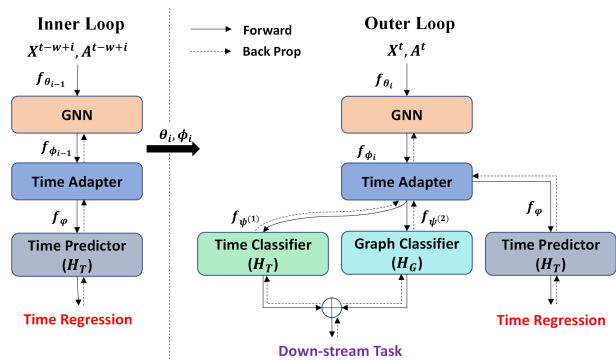 Inner Loop
X^{t-w+i}, A^{t-w+i}
f_{θ_{i-1}}
GNN
f_{ϕ_{i-1}}
Time Adapter
f_φ
Time Predictor
(H_T)
Time Regression
θ_i, ϕ_i
Forward
Back Prop
Outer Loop
X^t, A^t
f_{θ_i}
GNN
f_{ϕ_i}
Time Adapter
f_{ψ^{(1)}}
f_{ψ^{(2)}}
f_φ
Time Classifier
(H_T)
Graph Classifier
(H_G)
Time Predictor
(H_T)
Down-stream Task
Time Regression